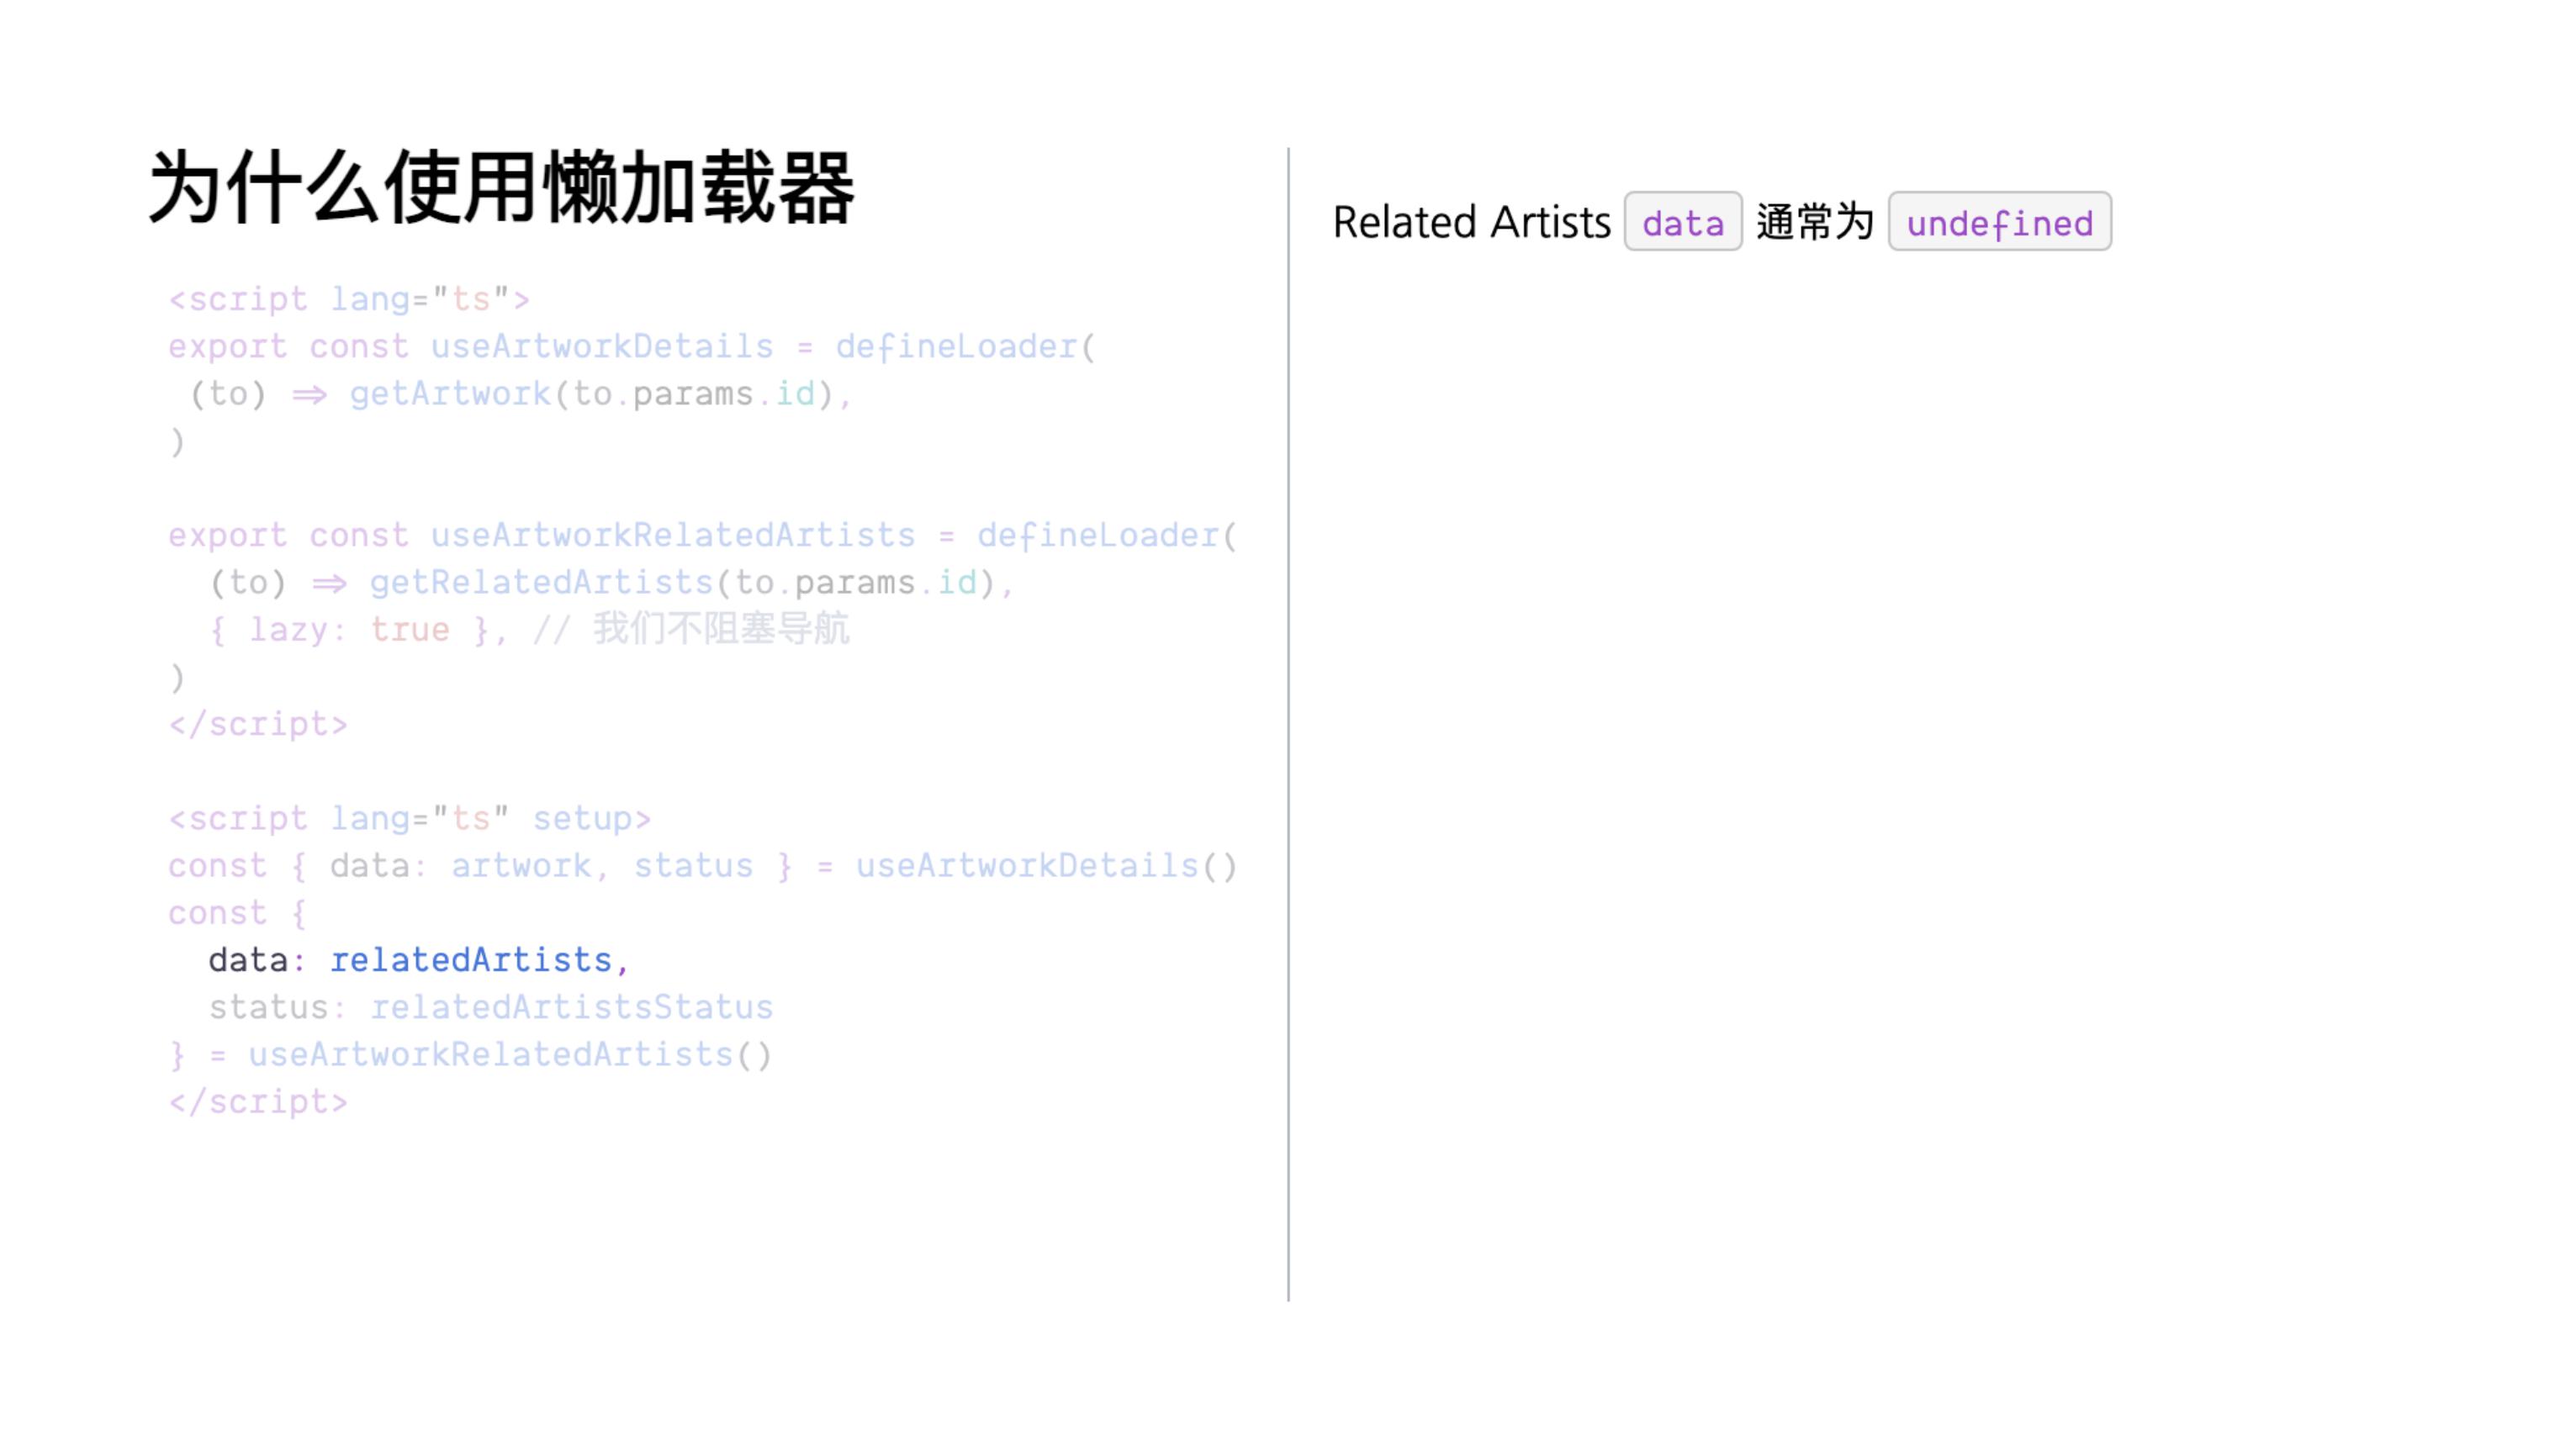 为什么使用懒加载器
<script lang="ts">
export const useArtworkDetails = defineLoader(
 (to) => getArtwork(to.params.id),
)
export const useArtworkRelatedArtists = defineLoader(
  (to) => getRelatedArtists(to.params.id),
  { lazy: true }, // 我们不阻塞导航
)
</script>
<script lang="ts" setup>
const { data: artwork, status } = useArtworkDetails()
const {
  data: relatedArtists,
  status: relatedArtistsStatus
} = useArtworkRelatedArtists()
</script>
Related Artists data 通常为 undefined